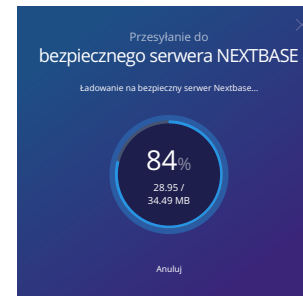 Przesyłanie do
bezpiecznego serwera NEXTBASE
Ładowanie na bezpieczny serwer Nextbase...
84%
28.95 /
34.49 MB
Anuluj